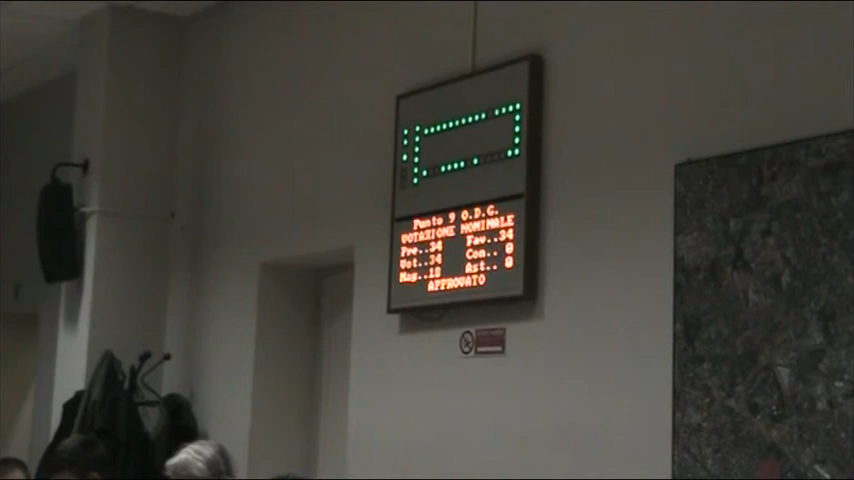 Punto 9 O.D.G.
VOTAZIONE NOMINALE
Pre..34 Fav..34
Vot..34 Con.. 0
Mag..18 Ast.. 0
APPROVATO